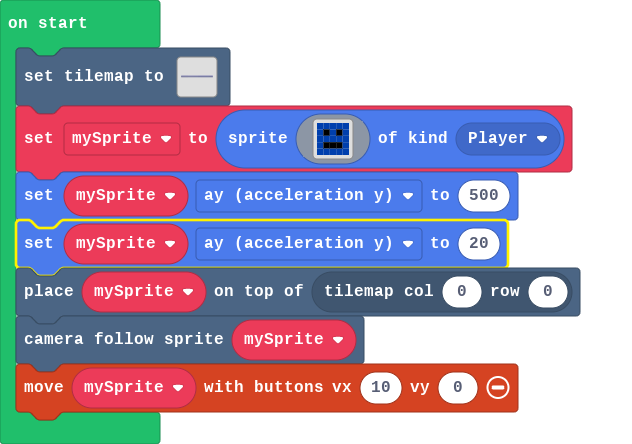 on start
set tilemap to
set mySprite to sprite of kind Player
set mySprite ay (acceleration y) to 500
set mySprite ay (acceleration y) to 20
place mySprite on top of tilemap col 0 row 0
camera follow sprite mySprite
move mySprite with buttons vx 10 vy 0